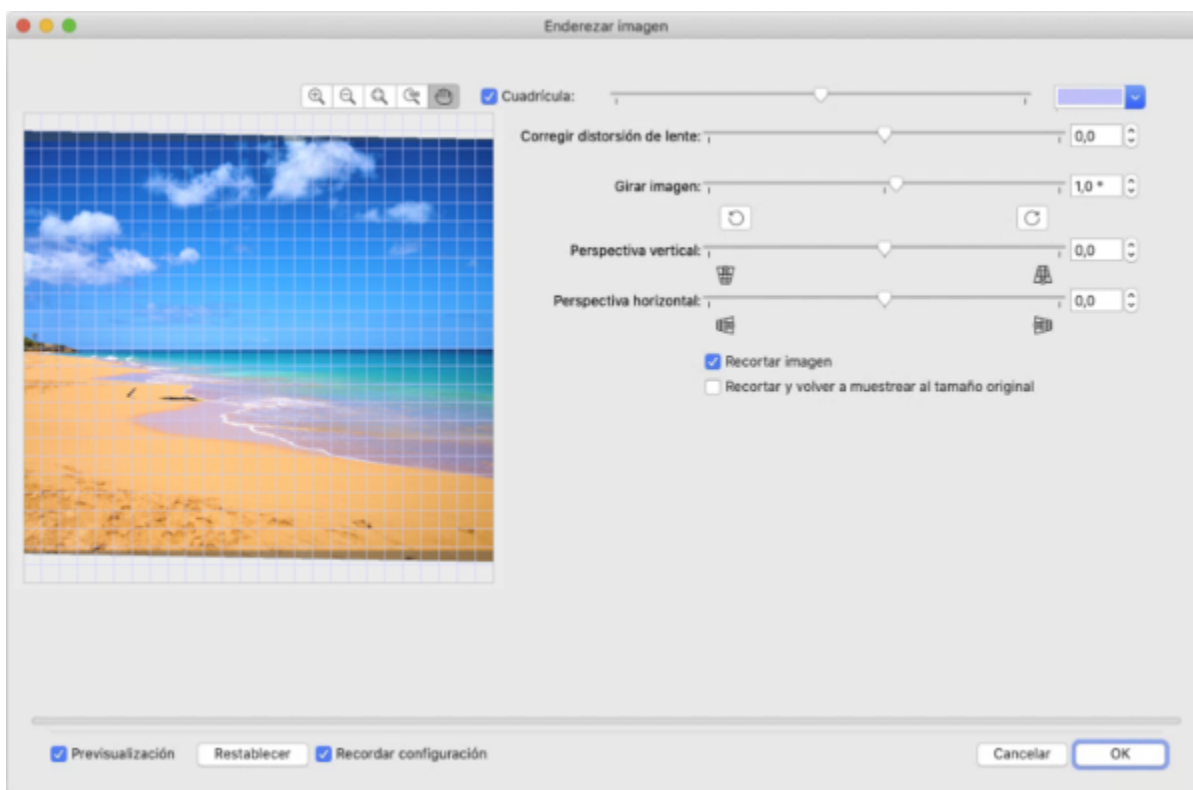 Enderezar imagen
Cuadrícula:
Corregir distorsión de lente: 0,0
Girar imagen: 1,0 °
Perspectiva vertical: 0,0
Perspectiva horizontal: 0,0
Recortar imagen
Recortar y volver a muestrear al tamaño original
Previsualización Restablecer Recordar configuración Cancelar OK